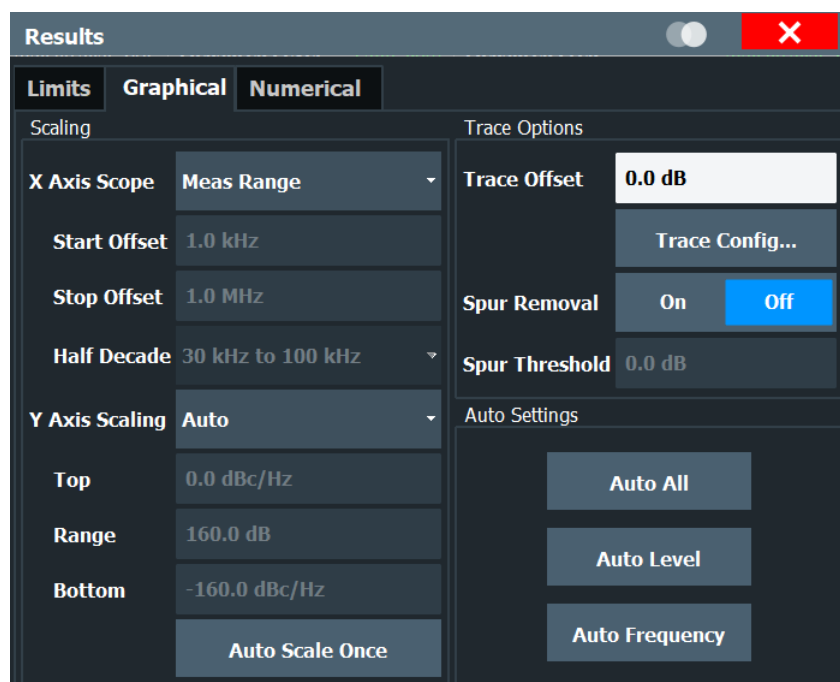 Results
Limits Graphical Numerical
Scaling
X Axis Scope Meas Range
Start Offset 1.0 kHz
Stop Offset 1.0 MHz
Half Decade 30 kHz to 100 kHz
Y Axis Scaling Auto
Top 0.0 dBc/Hz
Range 160.0 dB
Bottom -160.0 dBc/Hz
Auto Scale Once
Trace Options
Trace Offset 0.0 dB
Trace Config...
Spur Removal On Off
Spur Threshold 0.0 dB
Auto Settings
Auto All
Auto Level
Auto Frequency